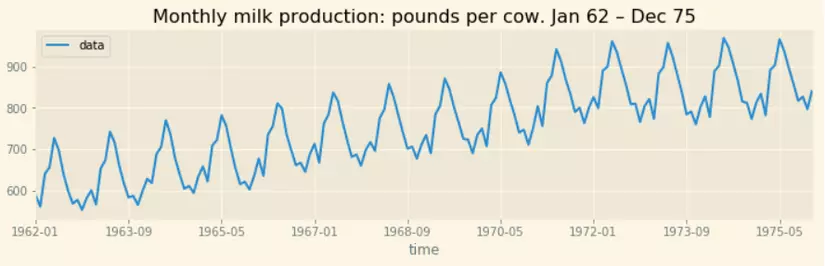 Monthly milk production: pounds per cow. Jan 62 – Dec 75
data
900
800
700
600
1962-01 1963-09 1965-05 1967-01 1968-09 1970-05 1972-01 1973-09 1975-05
time